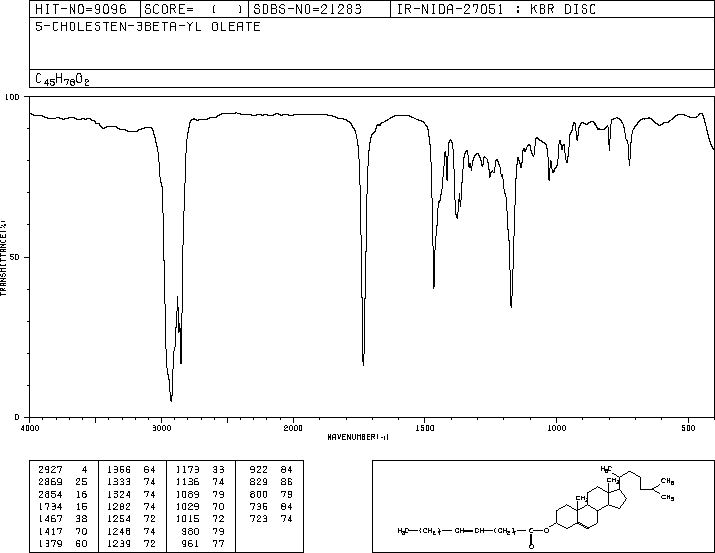 HIT-NO=9096 SCORE= ( ) SDBS-NO=21283 IR-NIDA-27051 : KBR DISC
5-CHOLESTEN-3BETA-YL OLEATE
C45H78O2
100
50
0
TRANSMITTANCE(%)
4000 3000 2000 1500 1000 500
WAVENUMBER(-1)
2927 4 1366 64 1173 33 922 84
2869 25 1333 74 1136 74 829 86
2854 16 1324 74 1089 79 800 79
1734 15 1282 74 1029 70 736 84
1467 38 1254 72 1015 72 723 74
1417 70 1248 74 980 79
1379 60 1239 72 961 77